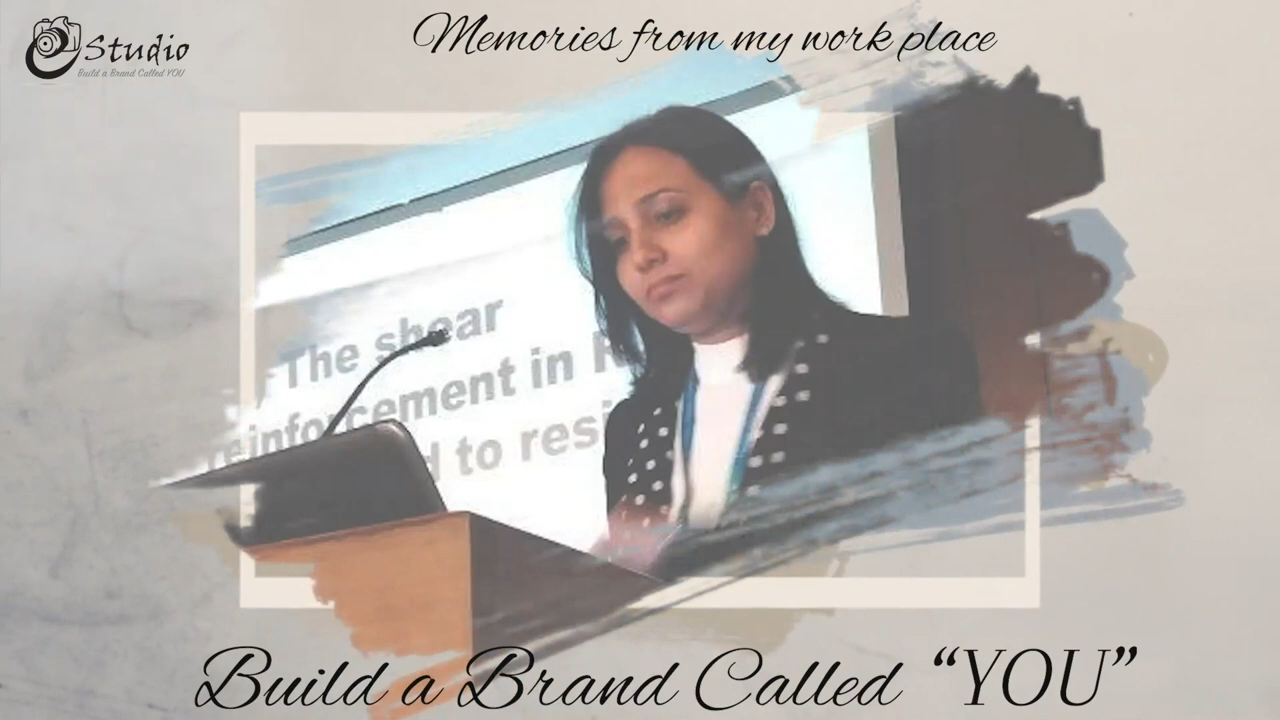 Studio
Build a Brand Called YOU
Memories from my work place
The shear
reinforcement in
to resi
Build a Brand Called “YOU”